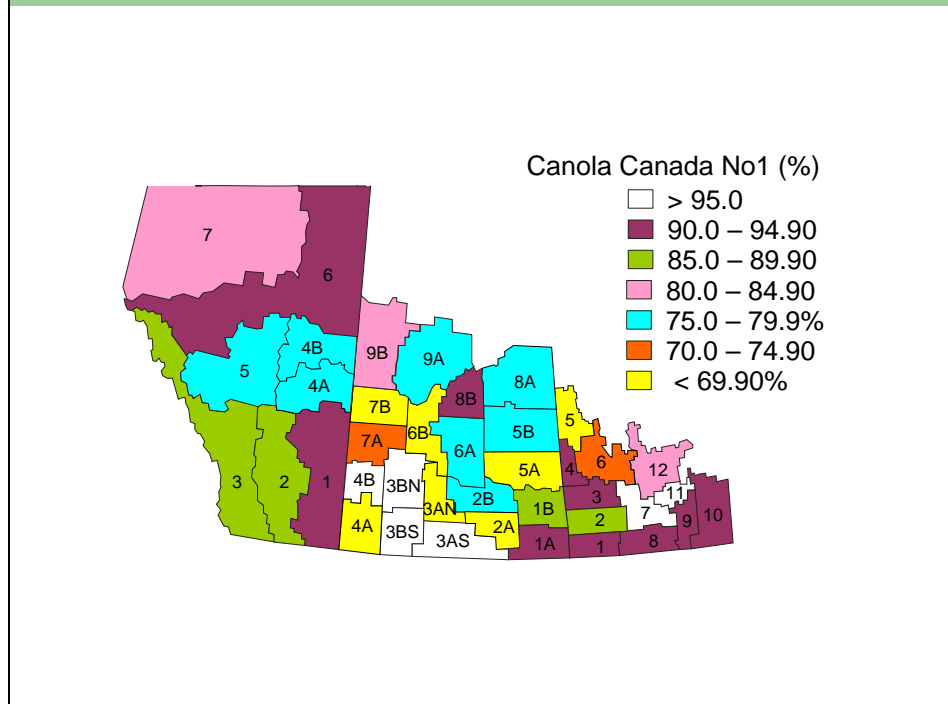 Canola Canada No1 (%)
> 95.0
90.0 – 94.90
85.0 – 89.90
80.0 – 84.90
75.0 – 79.9%
70.0 – 74.90
< 69.90%
7
6
9B
9A
4B
5
4A
8A
8B
7B
5
6B
5B
7A
6A
6
12
5A
4
3
2
1
4B
3BN
2B
3
11
3AN
1B
7
2
9
10
4A
3BS
2A
3AS
1A
1
8